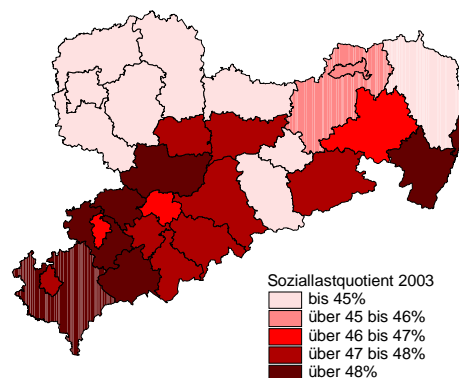 Soziallastquotient 2003
bis 45%
über 45 bis 46%
über 46 bis 47%
über 47 bis 48%
über 48%